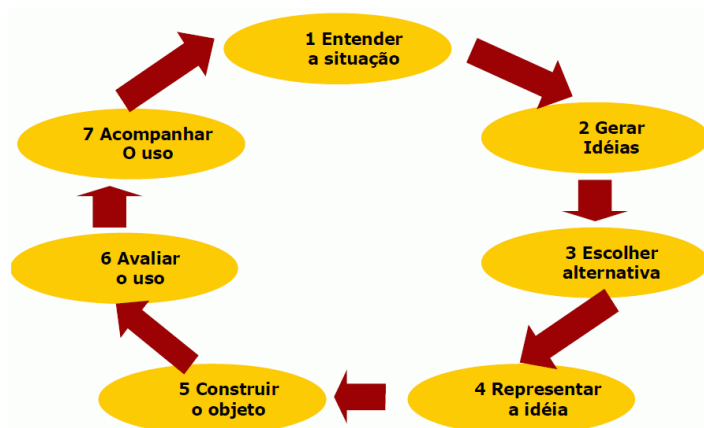 1 Entender
a situação
2 Gerar
Idéias
3 Escolher
alternativa
4 Representar
a idéia
5 Construir
o objeto
6 Avaliar
o uso
7 Acompanhar
O uso